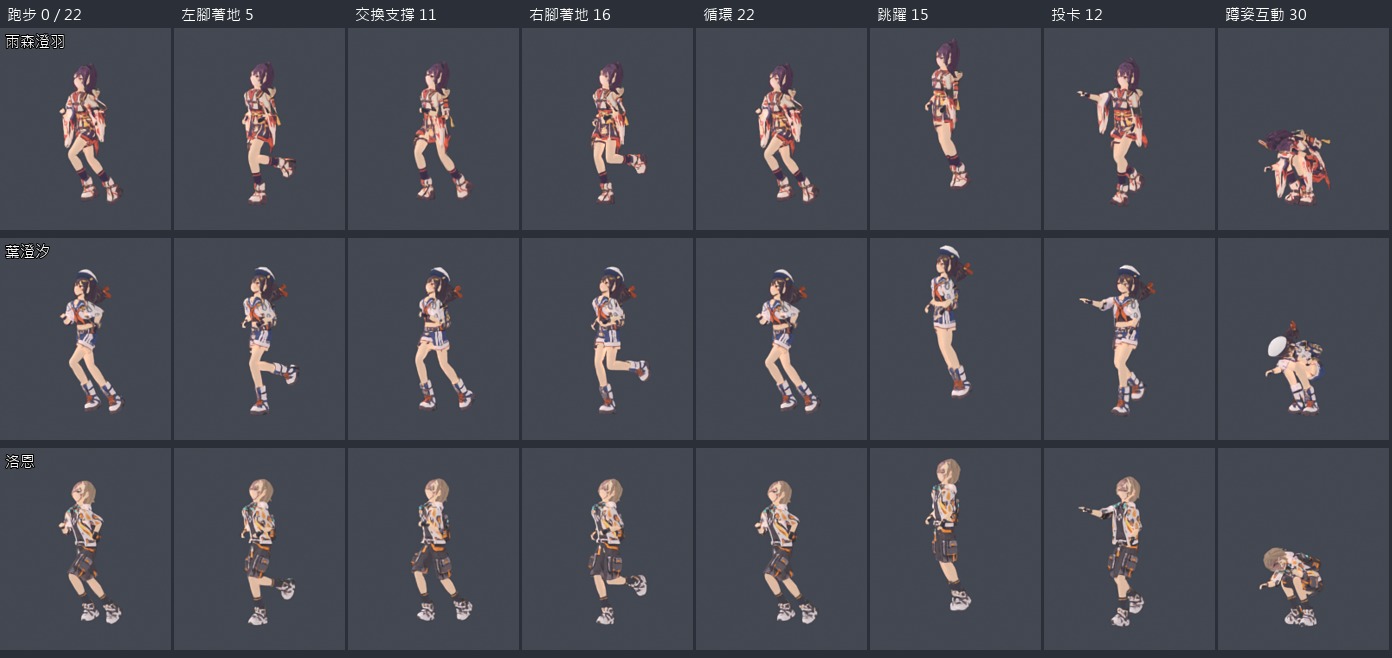 跑步 0 / 22
左腳著地 5
交換支撐 11
右腳著地 16
循環 22
跳躍 15
投卡 12
蹲姿互動 30
雨森澄羽
葉澄汐
洛恩